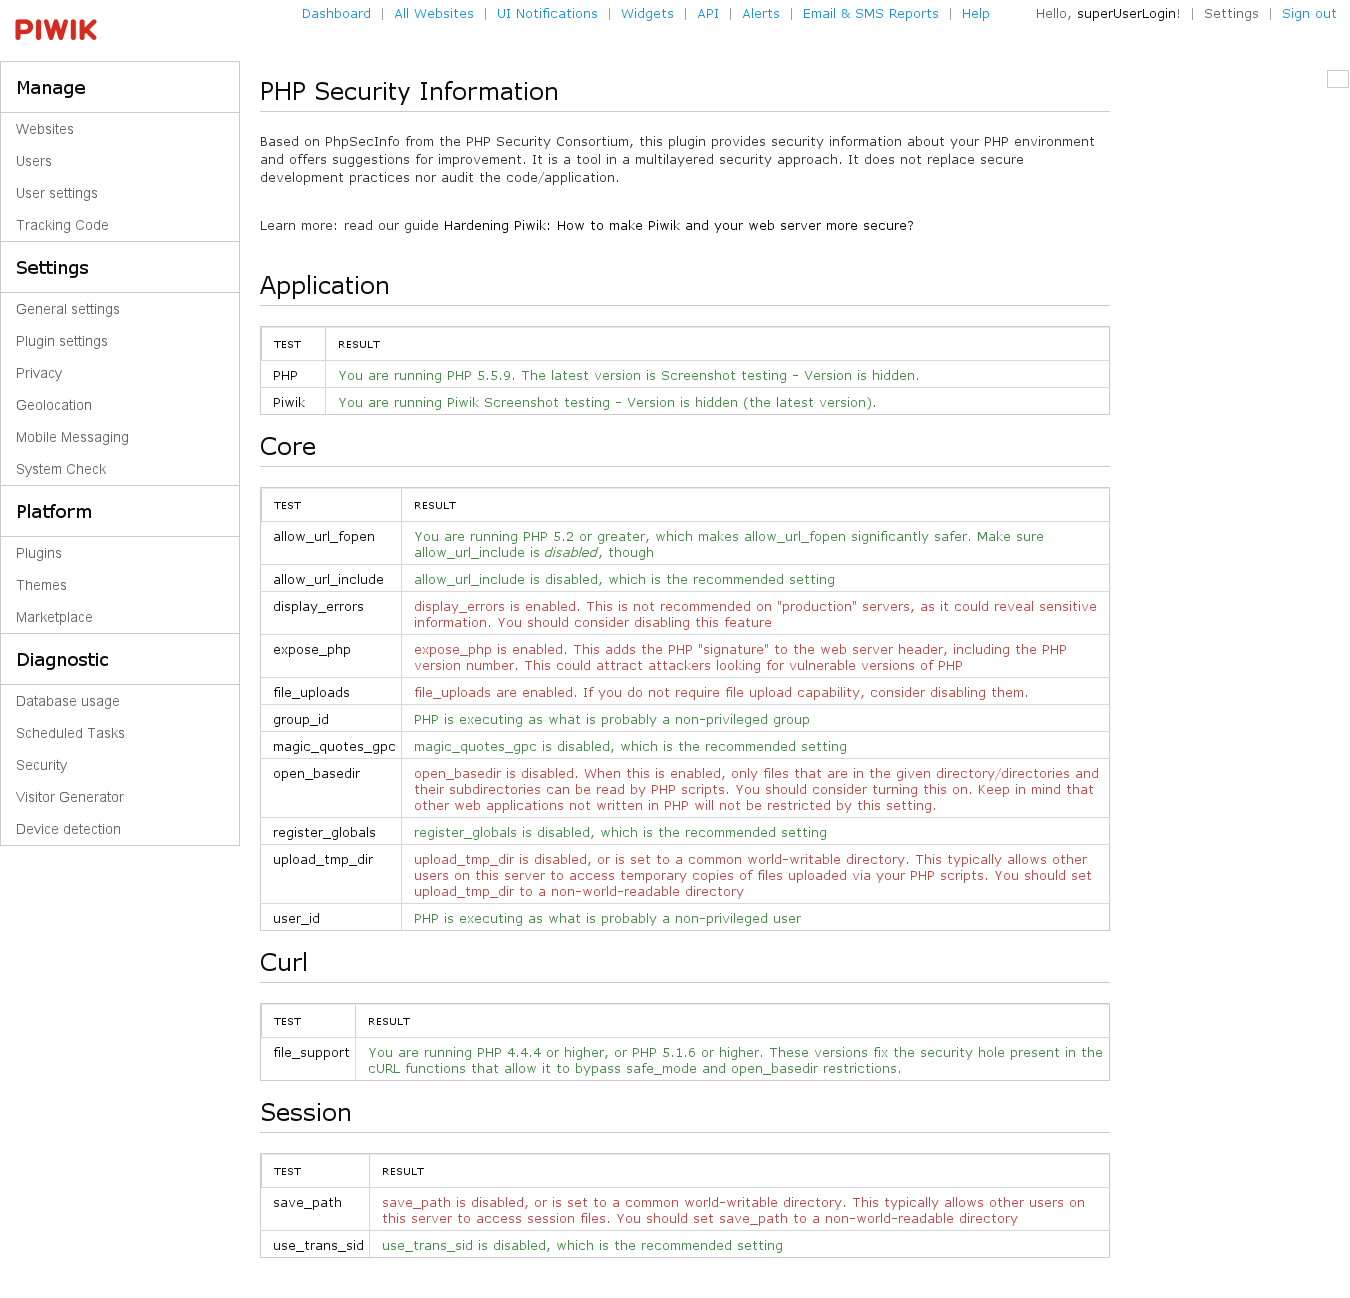 PIWIK
Dashboard | All Websites | UI Notifications | Widgets | API | Alerts | Email & SMS Reports | Help
Hello, superUserLogin! | Settings | Sign out
Manage
Websites
Users
User settings
Tracking Code
Settings
General settings
Plugin settings
Privacy
Geolocation
Mobile Messaging
System Check
Platform
Plugins
Themes
Marketplace
Diagnostic
Database usage
Scheduled Tasks
Security
Visitor Generator
Device detection
PHP Security Information
Based on PhpSecInfo from the PHP Security Consortium, this plugin provides security information about your PHP environment
and offers suggestions for improvement. It is a tool in a multilayered security approach. It does not replace secure
development practices nor audit the code/application.
Learn more: read our guide Hardening Piwik: How to make Piwik and your web server more secure?
Application
TEST RESULT
PHP You are running PHP 5.5.9. The latest version is Screenshot testing - Version is hidden.
Piwik You are running Piwik Screenshot testing - Version is hidden (the latest version).
Core
TEST RESULT
allow_url_fopen You are running PHP 5.2 or greater, which makes allow_url_fopen significantly safer. Make sure
allow_url_include is disabled, though
allow_url_include allow_url_include is disabled, which is the recommended setting
display_errors display_errors is enabled. This is not recommended on "production" servers, as it could reveal sensitive
information. You should consider disabling this feature
expose_php expose_php is enabled. This adds the PHP "signature" to the web server header, including the PHP
version number. This could attract attackers looking for vulnerable versions of PHP
file_uploads file_uploads are enabled. If you do not require file upload capability, consider disabling them.
group_id PHP is executing as what is probably a non-privileged group
magic_quotes_gpc magic_quotes_gpc is disabled, which is the recommended setting
open_basedir open_basedir is disabled. When this is enabled, only files that are in the given directory/directories and
their subdirectories can be read by PHP scripts. You should consider turning this on. Keep in mind that
other web applications not written in PHP will not be restricted by this setting.
register_globals register_globals is disabled, which is the recommended setting
upload_tmp_dir upload_tmp_dir is disabled, or is set to a common world-writable directory. This typically allows other
users on this server to access temporary copies of files uploaded via your PHP scripts. You should set
upload_tmp_dir to a non-world-readable directory
user_id PHP is executing as what is probably a non-privileged user
Curl
TEST RESULT
file_support You are running PHP 4.4.4 or higher, or PHP 5.1.6 or higher. These versions fix the security hole present in the
cURL functions that allow it to bypass safe_mode and open_basedir restrictions.
Session
TEST RESULT
save_path save_path is disabled, or is set to a common world-writable directory. This typically allows other users on
this server to access session files. You should set save_path to a non-world-readable directory
use_trans_sid use_trans_sid is disabled, which is the recommended setting